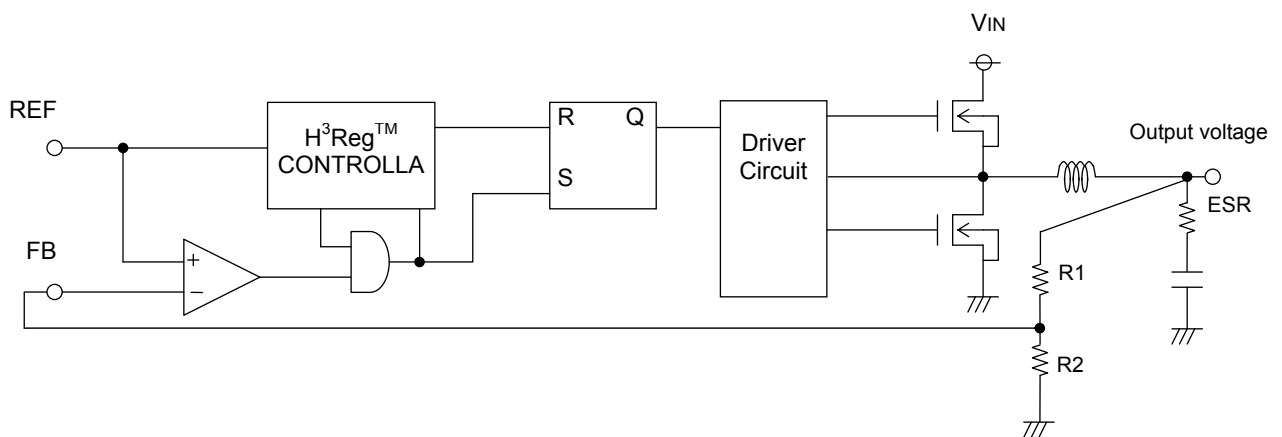 VIN
REF
H³Reg™
CONTROLLA
R
Q
S
Driver
Circuit
Output voltage
ESR
FB
+
−
R1
R2